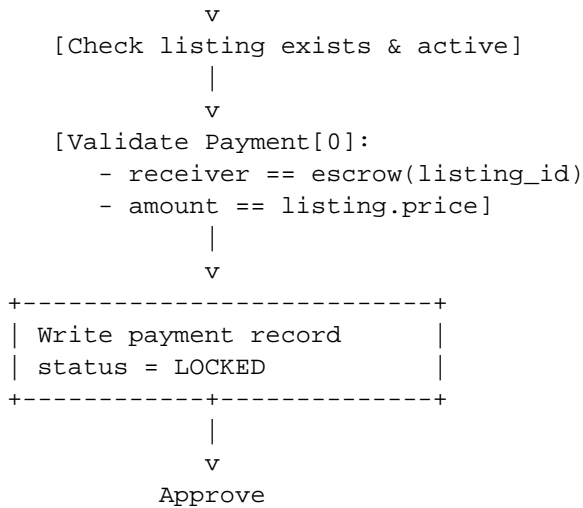 v
[Check listing exists & active]
|
v
[Validate Payment[0]:
- receiver == escrow(listing_id)
- amount == listing.price]
|
v
+----------------------------+
| Write payment record |
| status = LOCKED |
+------------+---------------+
|
v
Approve